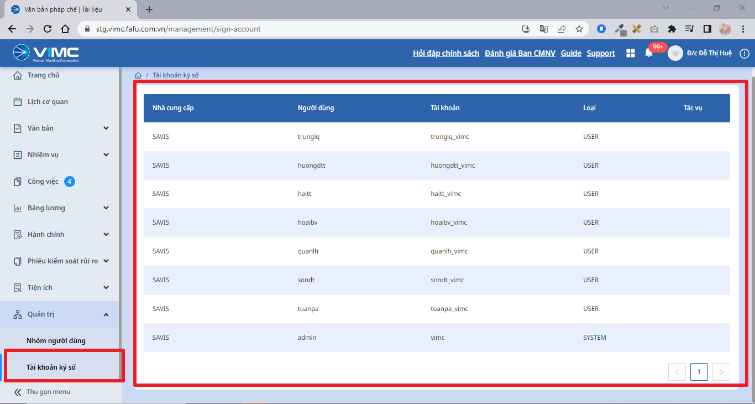 Văn bản pháp chế | Tài liệu
stg.vimc.fafu.com.vn/management/sign-account
VIMC
Hỏi đáp chính sách Đánh giá Ban CMNV Guide Support 99+ Đ/c Đỗ Thị Huệ
Trang chủ
Lịch cơ quan
Văn bản
Nhiệm vụ
Công việc 4
Bảng lương
Hành chính
Phiếu kiểm soát rủi ro
Tiện ích
Quản trị
Nhóm người dùng
Tài khoản ký số
Thu gọn menu
/ Tài khoản ký số
Nhà cung cấp Người dùng Tài khoản Loại Tác vụ
SAVIS trunglq trunglq_vimc USER
SAVIS huongdtt huongdtt_vimc USER
SAVIS haitt haitt_vimc USER
SAVIS hoaibv hoaibv_vimc USER
SAVIS quanlh quanlh_vimc USER
SAVIS sondt sondt_vimc USER
SAVIS tuanpa tuanpa_vimc USER
SAVIS admin vimc SYSTEM
< 1 >